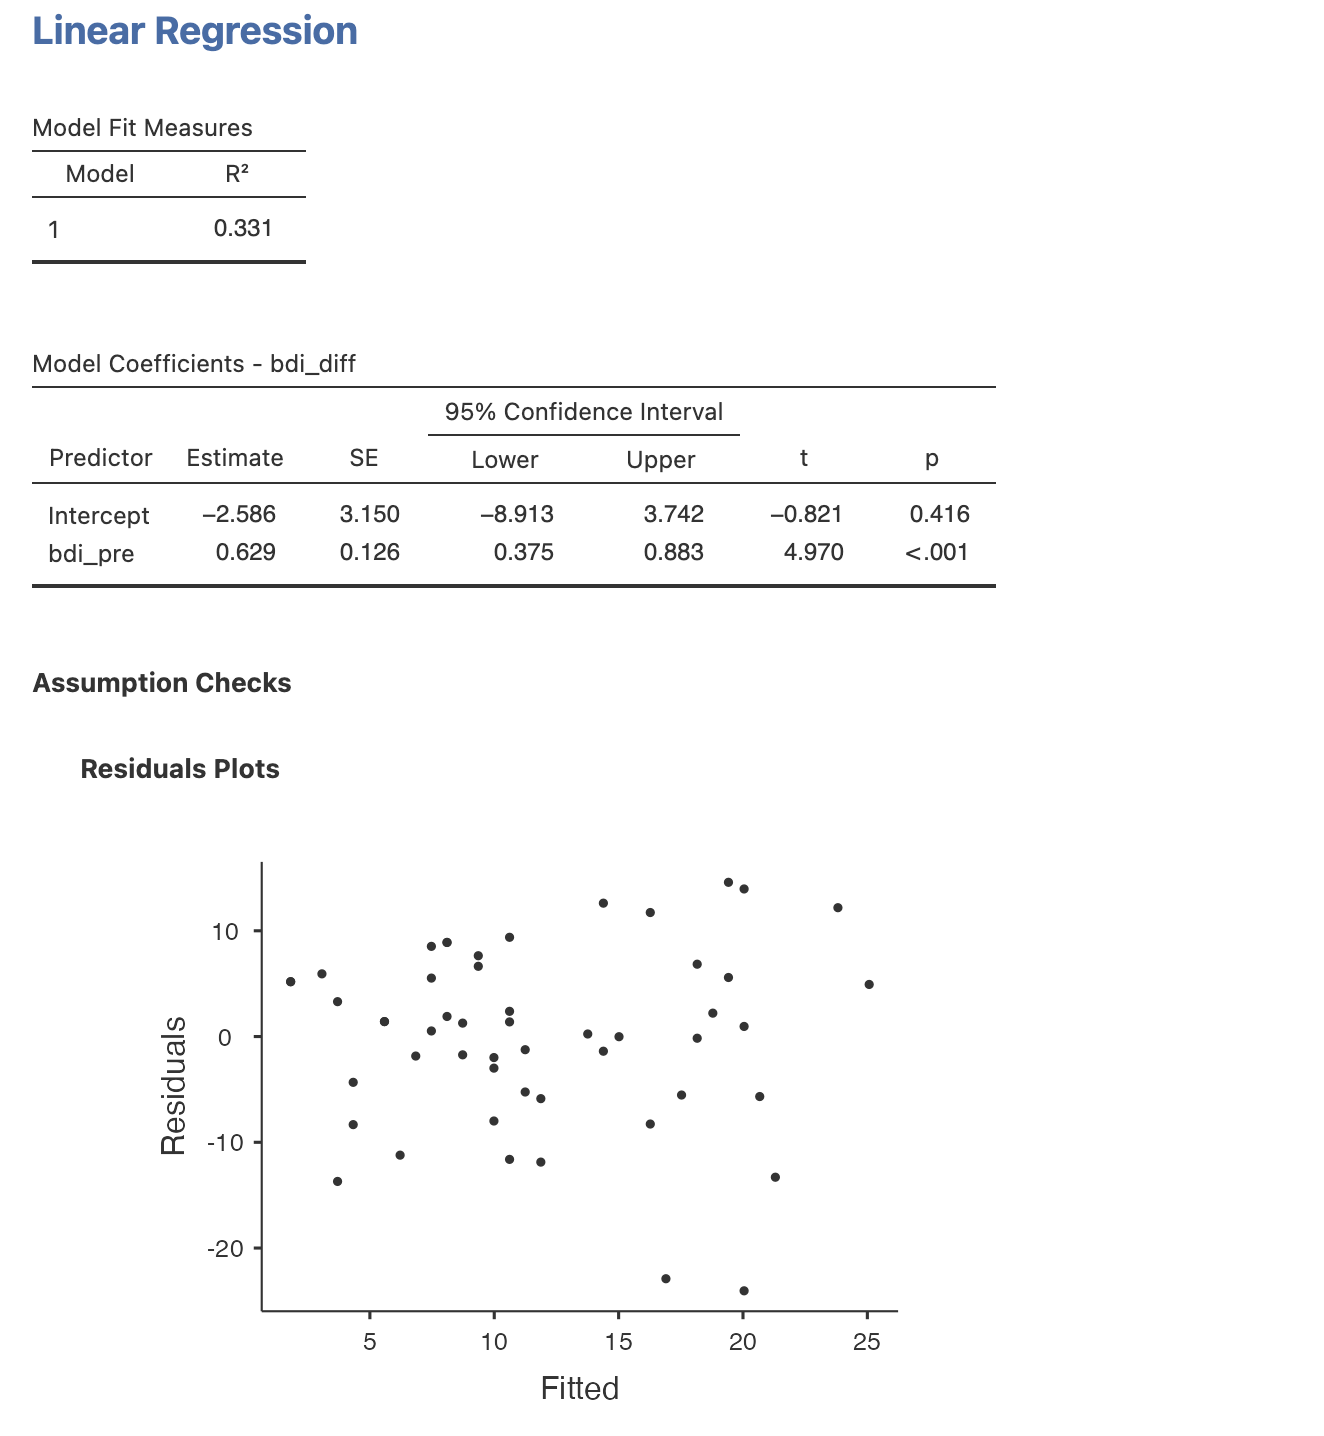 Linear Regression
Model Fit Measures
Model R²
1 0.331
Model Coefficients - bdi_diff
95% Confidence Interval
Predictor Estimate SE Lower Upper t p
Intercept −2.586 3.150 −8.913 3.742 −0.821 0.416
bdi_pre 0.629 0.126 0.375 0.883 4.970 <.001
Assumption Checks
Residuals Plots
10
0
-10
-20
Residuals
5 10 15 20 25
Fitted